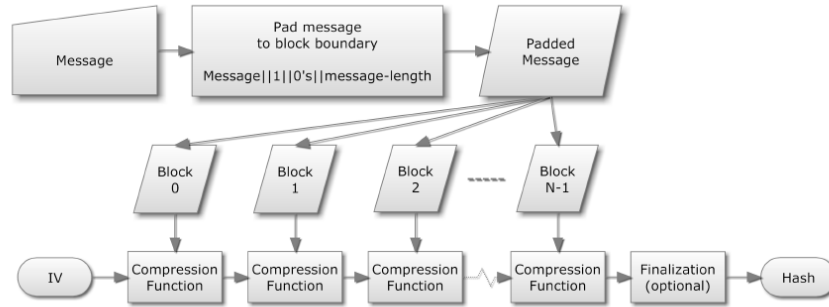 Message
Pad message
to block boundary
Message||1||0's||message-length
Padded
Message
Block
0
Block
1
Block
2
Block
N-1
IV
Compression
Function
Compression
Function
Compression
Function
Compression
Function
Finalization
(optional)
Hash